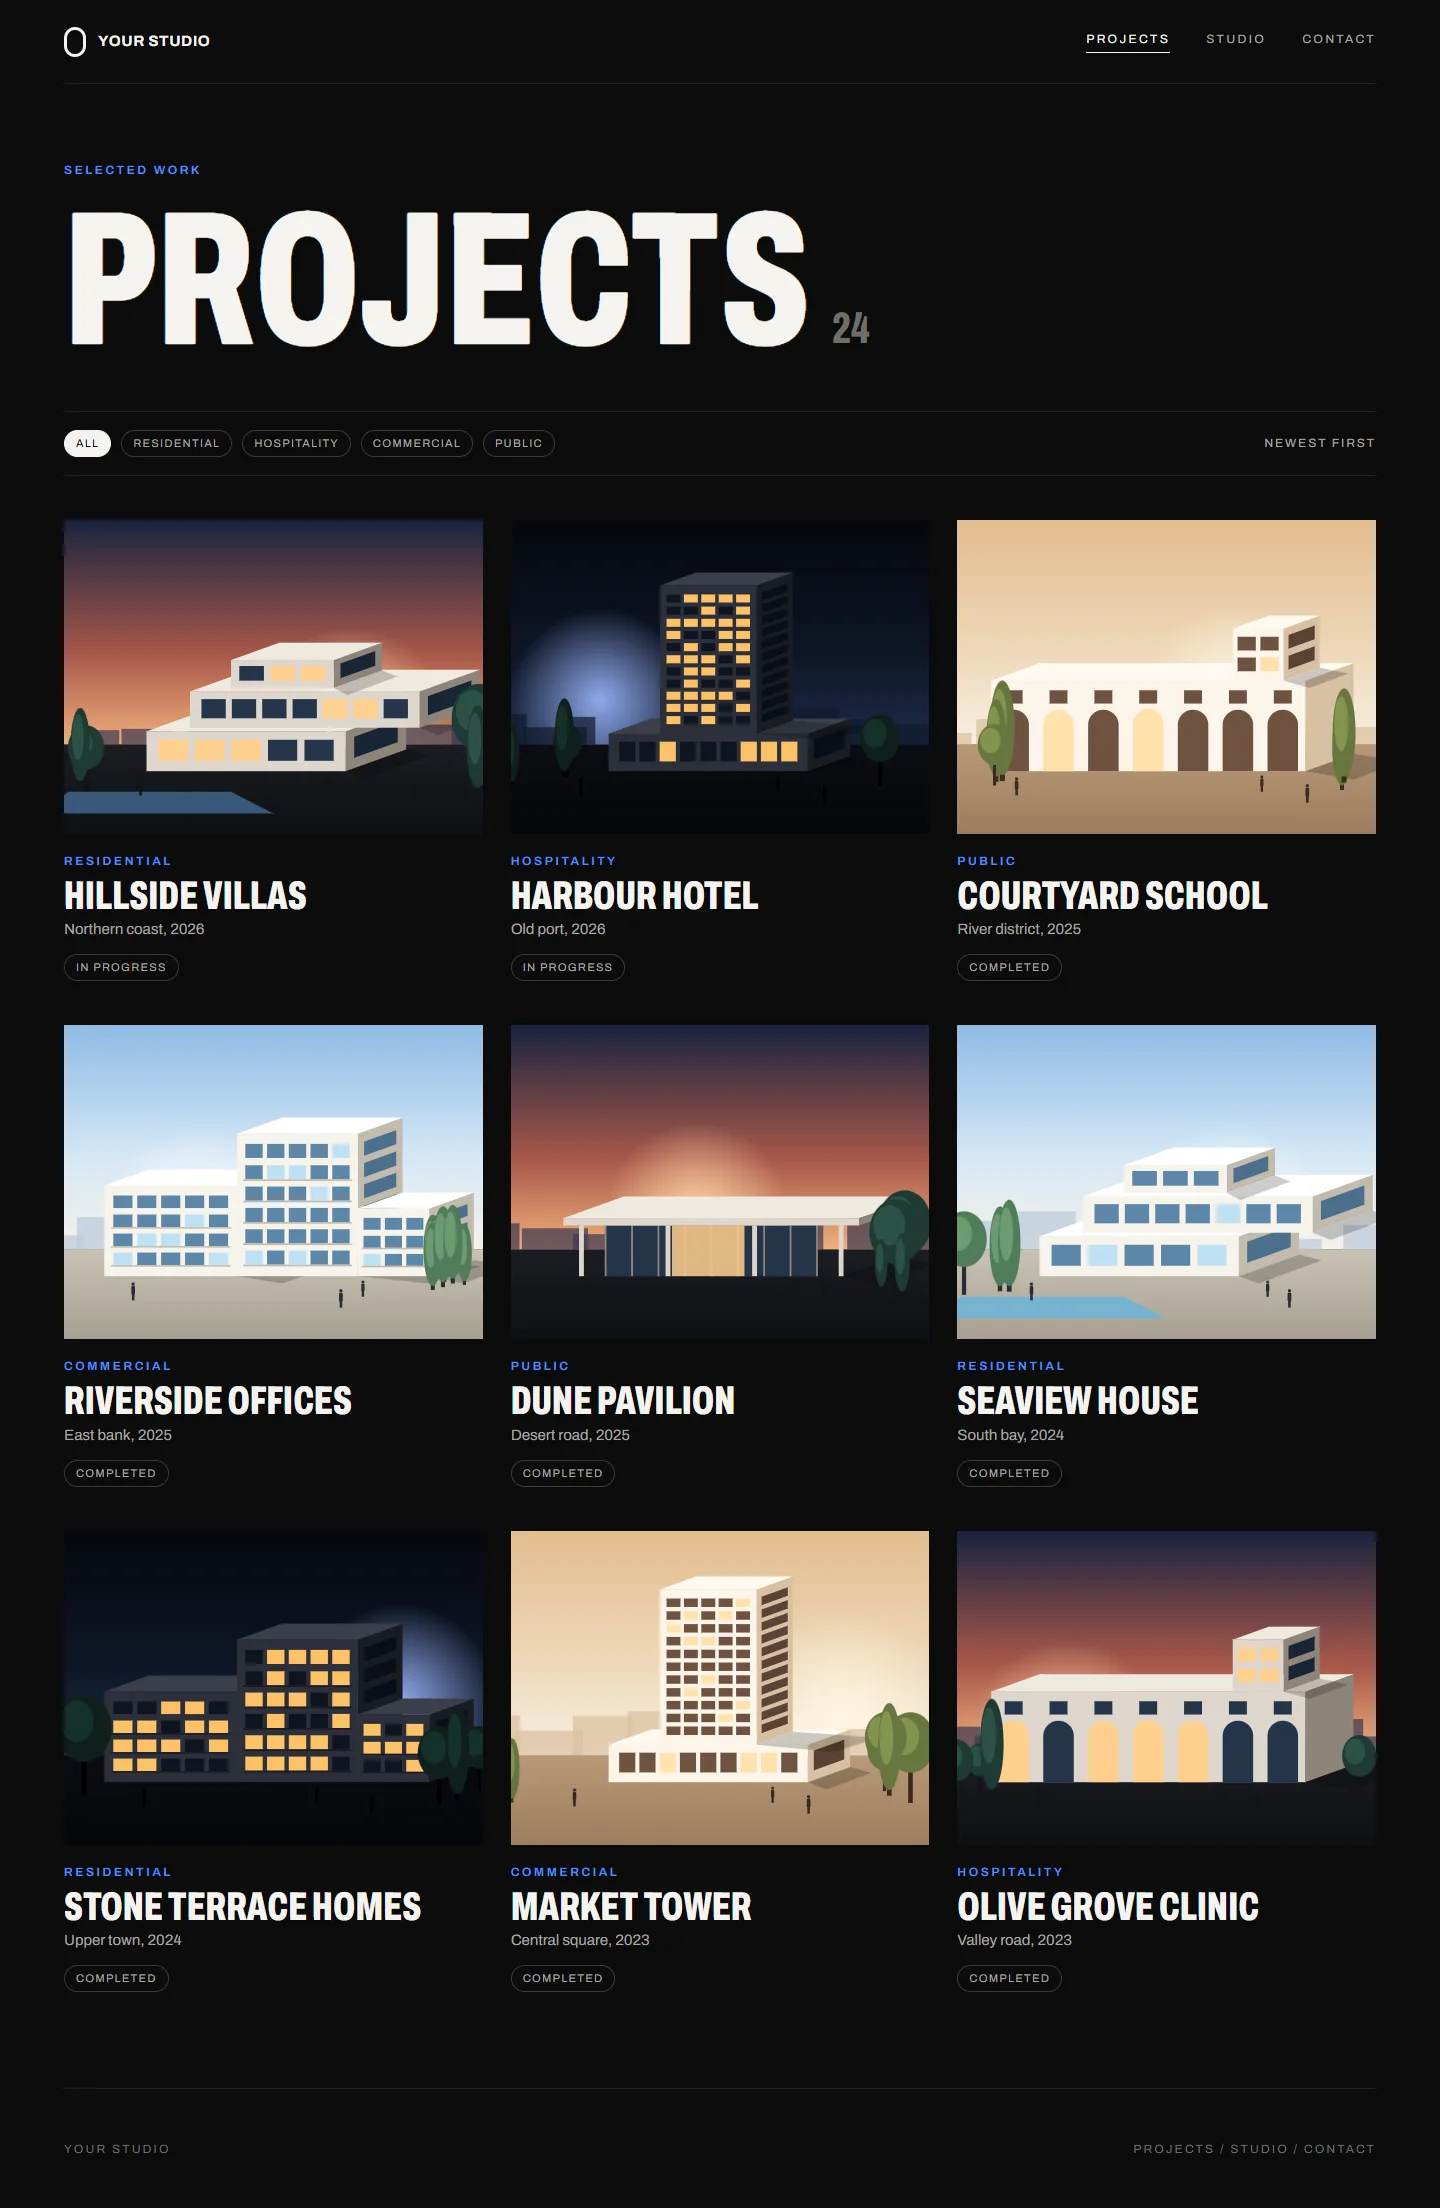 YOUR STUDIO
PROJECTS STUDIO CONTACT
SELECTED WORK
PROJECTS 24
ALL RESIDENTIAL HOSPITALITY COMMERCIAL PUBLIC NEWEST FIRST
RESIDENTIAL
HILLSIDE VILLAS
Northern coast, 2026
IN PROGRESS
HOSPITALITY
HARBOUR HOTEL
Old port, 2026
IN PROGRESS
PUBLIC
COURTYARD SCHOOL
River district, 2025
COMPLETED
COMMERCIAL
RIVERSIDE OFFICES
East bank, 2025
COMPLETED
PUBLIC
DUNE PAVILION
Desert road, 2025
COMPLETED
RESIDENTIAL
SEAVIEW HOUSE
South bay, 2024
COMPLETED
RESIDENTIAL
STONE TERRACE HOMES
Upper town, 2024
COMPLETED
COMMERCIAL
MARKET TOWER
Central square, 2023
COMPLETED
HOSPITALITY
OLIVE GROVE CLINIC
Valley road, 2023
COMPLETED
YOUR STUDIO
PROJECTS / STUDIO / CONTACT